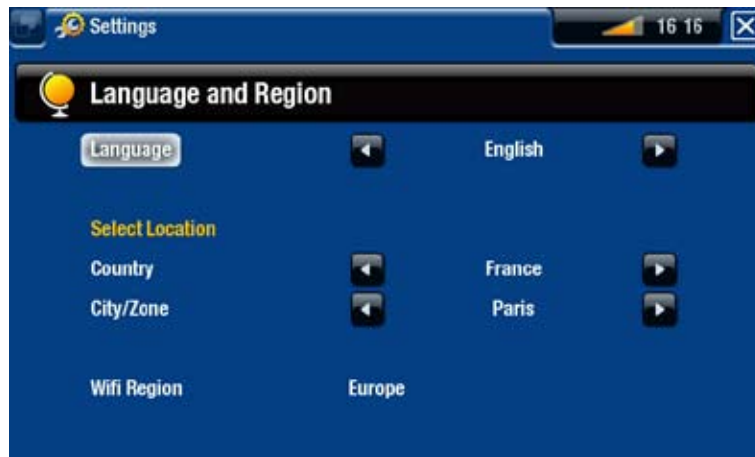 Settings 16 16
Language and Region
Language English
Select Location
Country France
City/Zone Paris
Wifi Region Europe